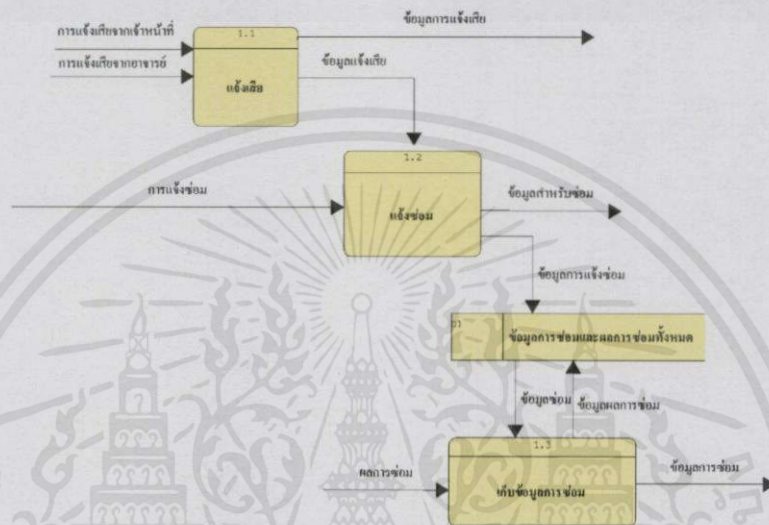 การแจ้งเสียจากเจ้าหน้าที่
1.1
ข้อมูลการแจ้งเสีย
การแจ้งเสียจากอาจารย์
ข้อมูลแจ้งเสีย
แจ้งเสีย
1.2
การแจ้งซ่อม
ข้อมูลสำหรับซ่อม
แจ้งซ่อม
ข้อมูลการแจ้งซ่อม
D1
ข้อมูลการซ่อมและผลการซ่อมทั้งหมด
ข้อมูลซ่อม
ข้อมูลผลการซ่อม
1.3
ผลการซ่อม
ข้อมูลการซ่อม
เก็บข้อมูลการซ่อม